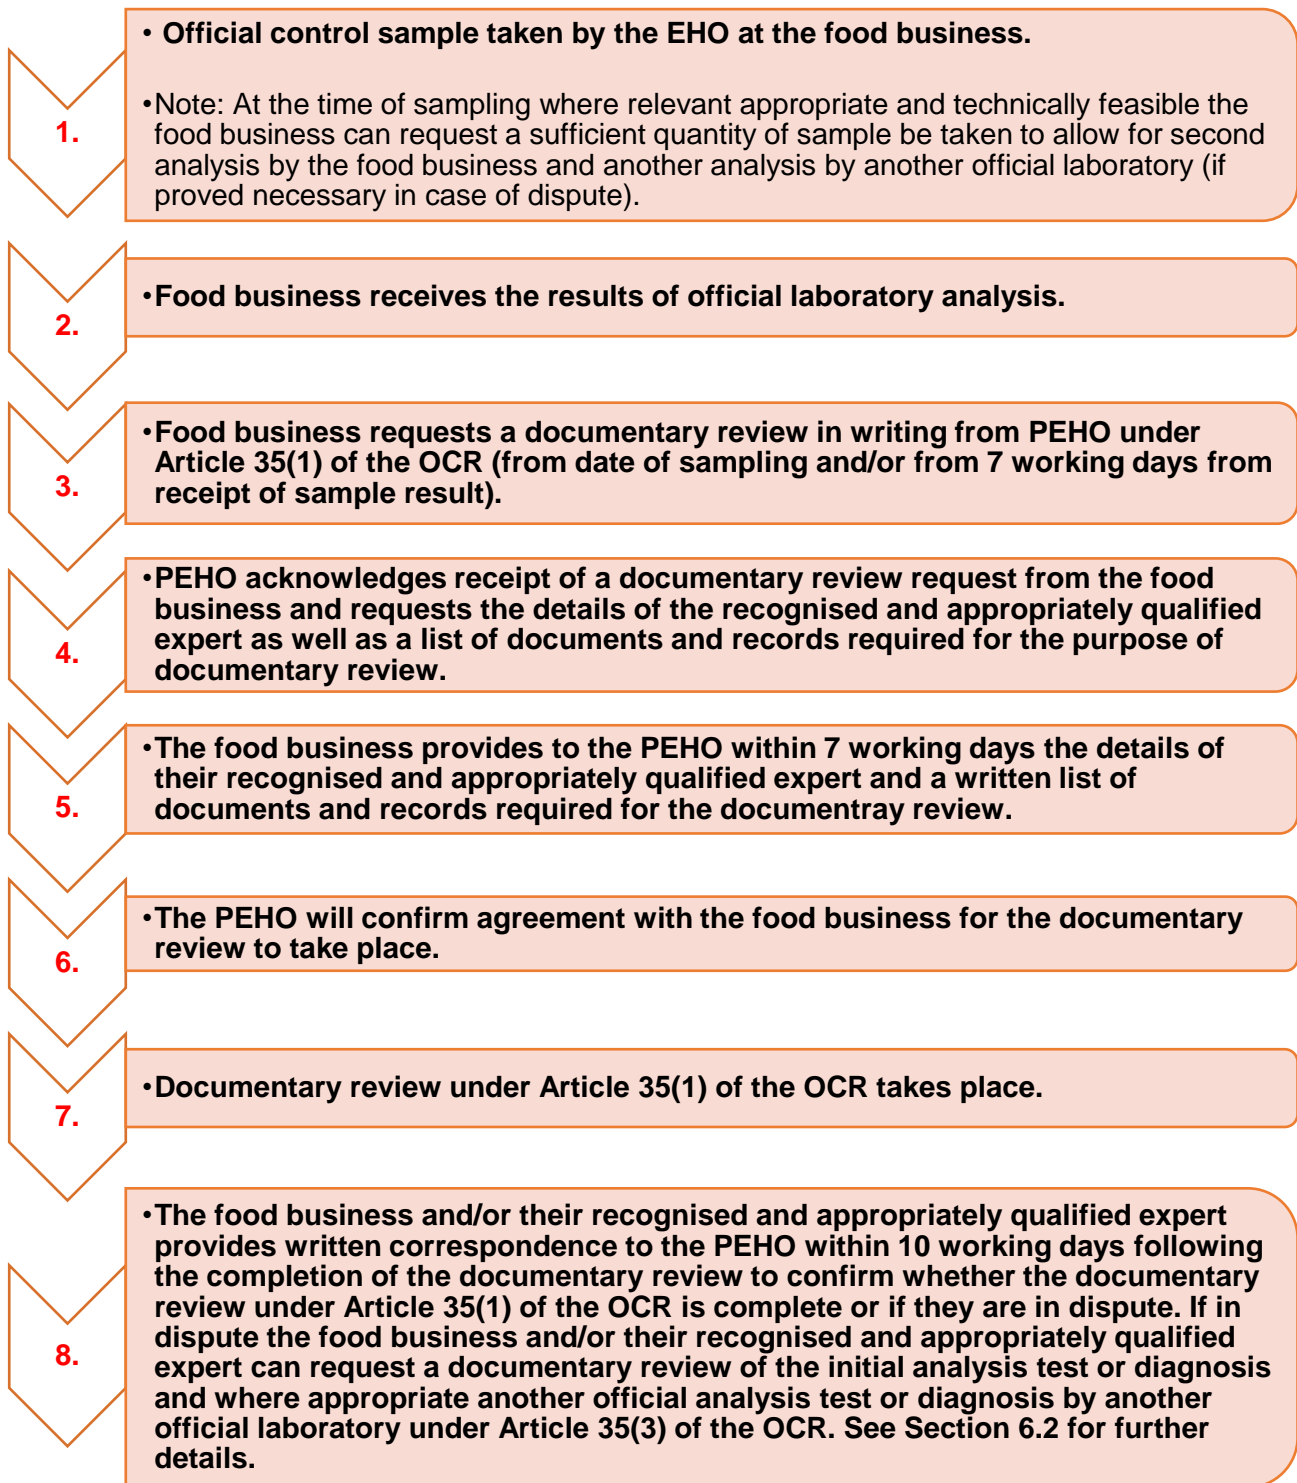 • Official control sample taken by the EHO at the food business.
•Note: At the time of sampling where relevant appropriate and technically feasible the
food business can request a sufficient quantity of sample be taken to allow for second
analysis by the food business and another analysis by another official laboratory (if
proved necessary in case of dispute).
1.
•Food business receives the results of official laboratory analysis.
2.
•Food business requests a documentary review in writing from PEHO under
Article 35(1) of the OCR (from date of sampling and/or from 7 working days from
receipt of sample result).
3.
•PEHO acknowledges receipt of a documentary review request from the food
business and requests the details of the recognised and appropriately qualified
expert as well as a list of documents and records required for the purpose of
documentary review.
4.
•The food business provides to the PEHO within 7 working days the details of
their recognised and appropriately qualified expert and a written list of
documents and records required for the documentray review.
5.
•The PEHO will confirm agreement with the food business for the documentary
review to take place.
6.
•Documentary review under Article 35(1) of the OCR takes place.
7.
•The food business and/or their recognised and appropriately qualified expert
provides written correspondence to the PEHO within 10 working days following
the completion of the documentary review to confirm whether the documentary
review under Article 35(1) of the OCR is complete or if they are in dispute. If in
dispute the food business and/or their recognised and appropriately qualified
expert can request a documentary review of the initial analysis test or diagnosis
and where appropriate another official analysis test or diagnosis by another
official laboratory under Article 35(3) of the OCR. See Section 6.2 for further
details.
8.